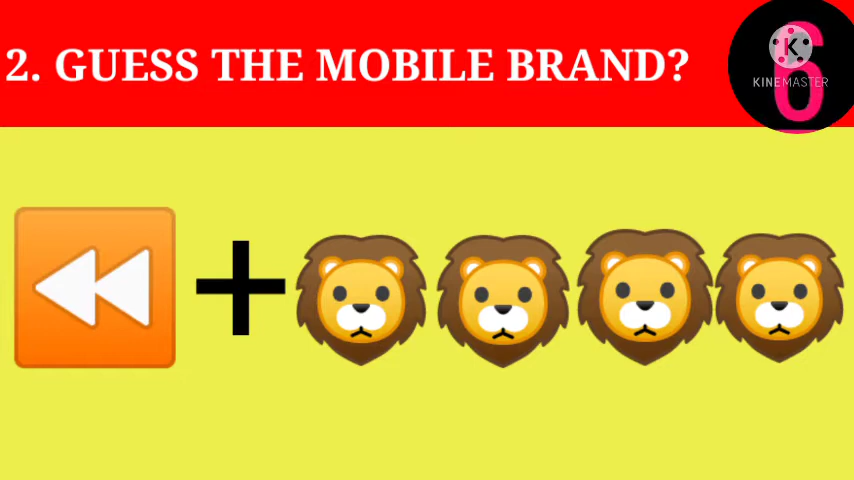 2. GUESS THE MOBILE BRAND?
6
K
KINEMASTER